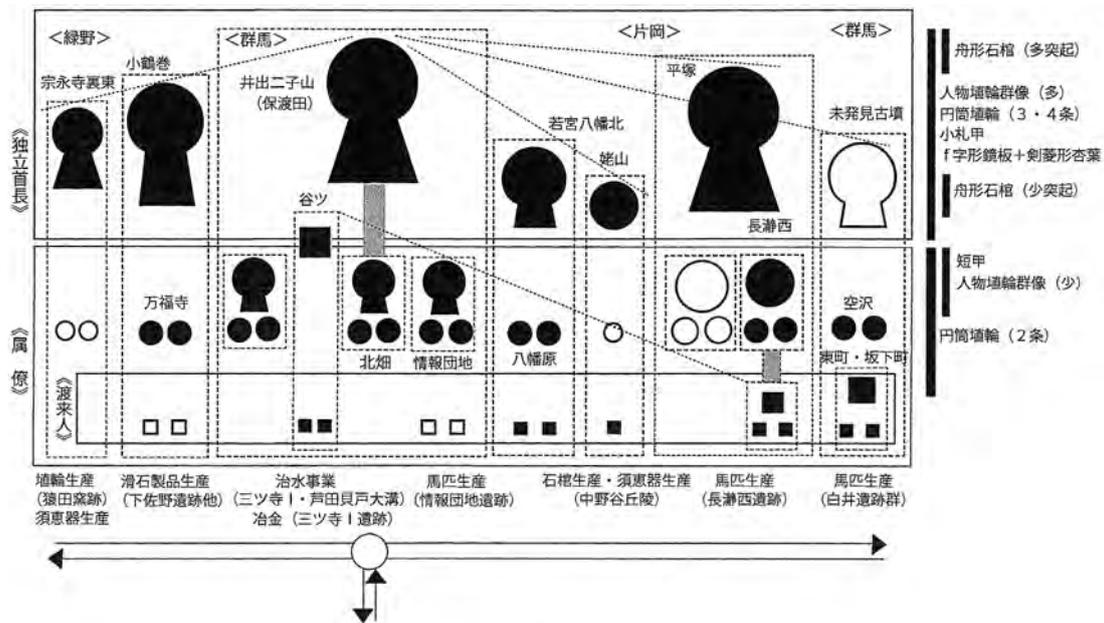 <緑野>
<群馬>
<片岡>
<群馬>
小鶴巻
宗永寺裏東
井出二子山
(保渡田)
平塚
若宮八幡北
姥山
未発見古墳
谷ツ
長瀞西
《独立首長》
舟形石棺(多突起)
人物埴輪群像(多)
円筒埴輪(3・4条)
小札甲
f字形鏡板+剣菱形杏葉
舟形石棺(少突起)
《属僚》
万福寺
北畑
情報団地
八幡原
空沢
東町・坂下町
《渡来人》
短甲
人物埴輪群像(少)
円筒埴輪(2条)
埴輪生産
(猿田窯跡)
須恵器生産
滑石製品生産
(下佐野遺跡他)
治水事業
(三ツ寺Ⅰ・芦田貝戸大溝)
冶金(三ツ寺Ⅰ遺跡)
馬匹生産
(情報団地遺跡)
石棺生産・須恵器生産
(中野谷丘陵)
馬匹生産
(長瀞西遺跡)
馬匹生産
(白井遺跡群)